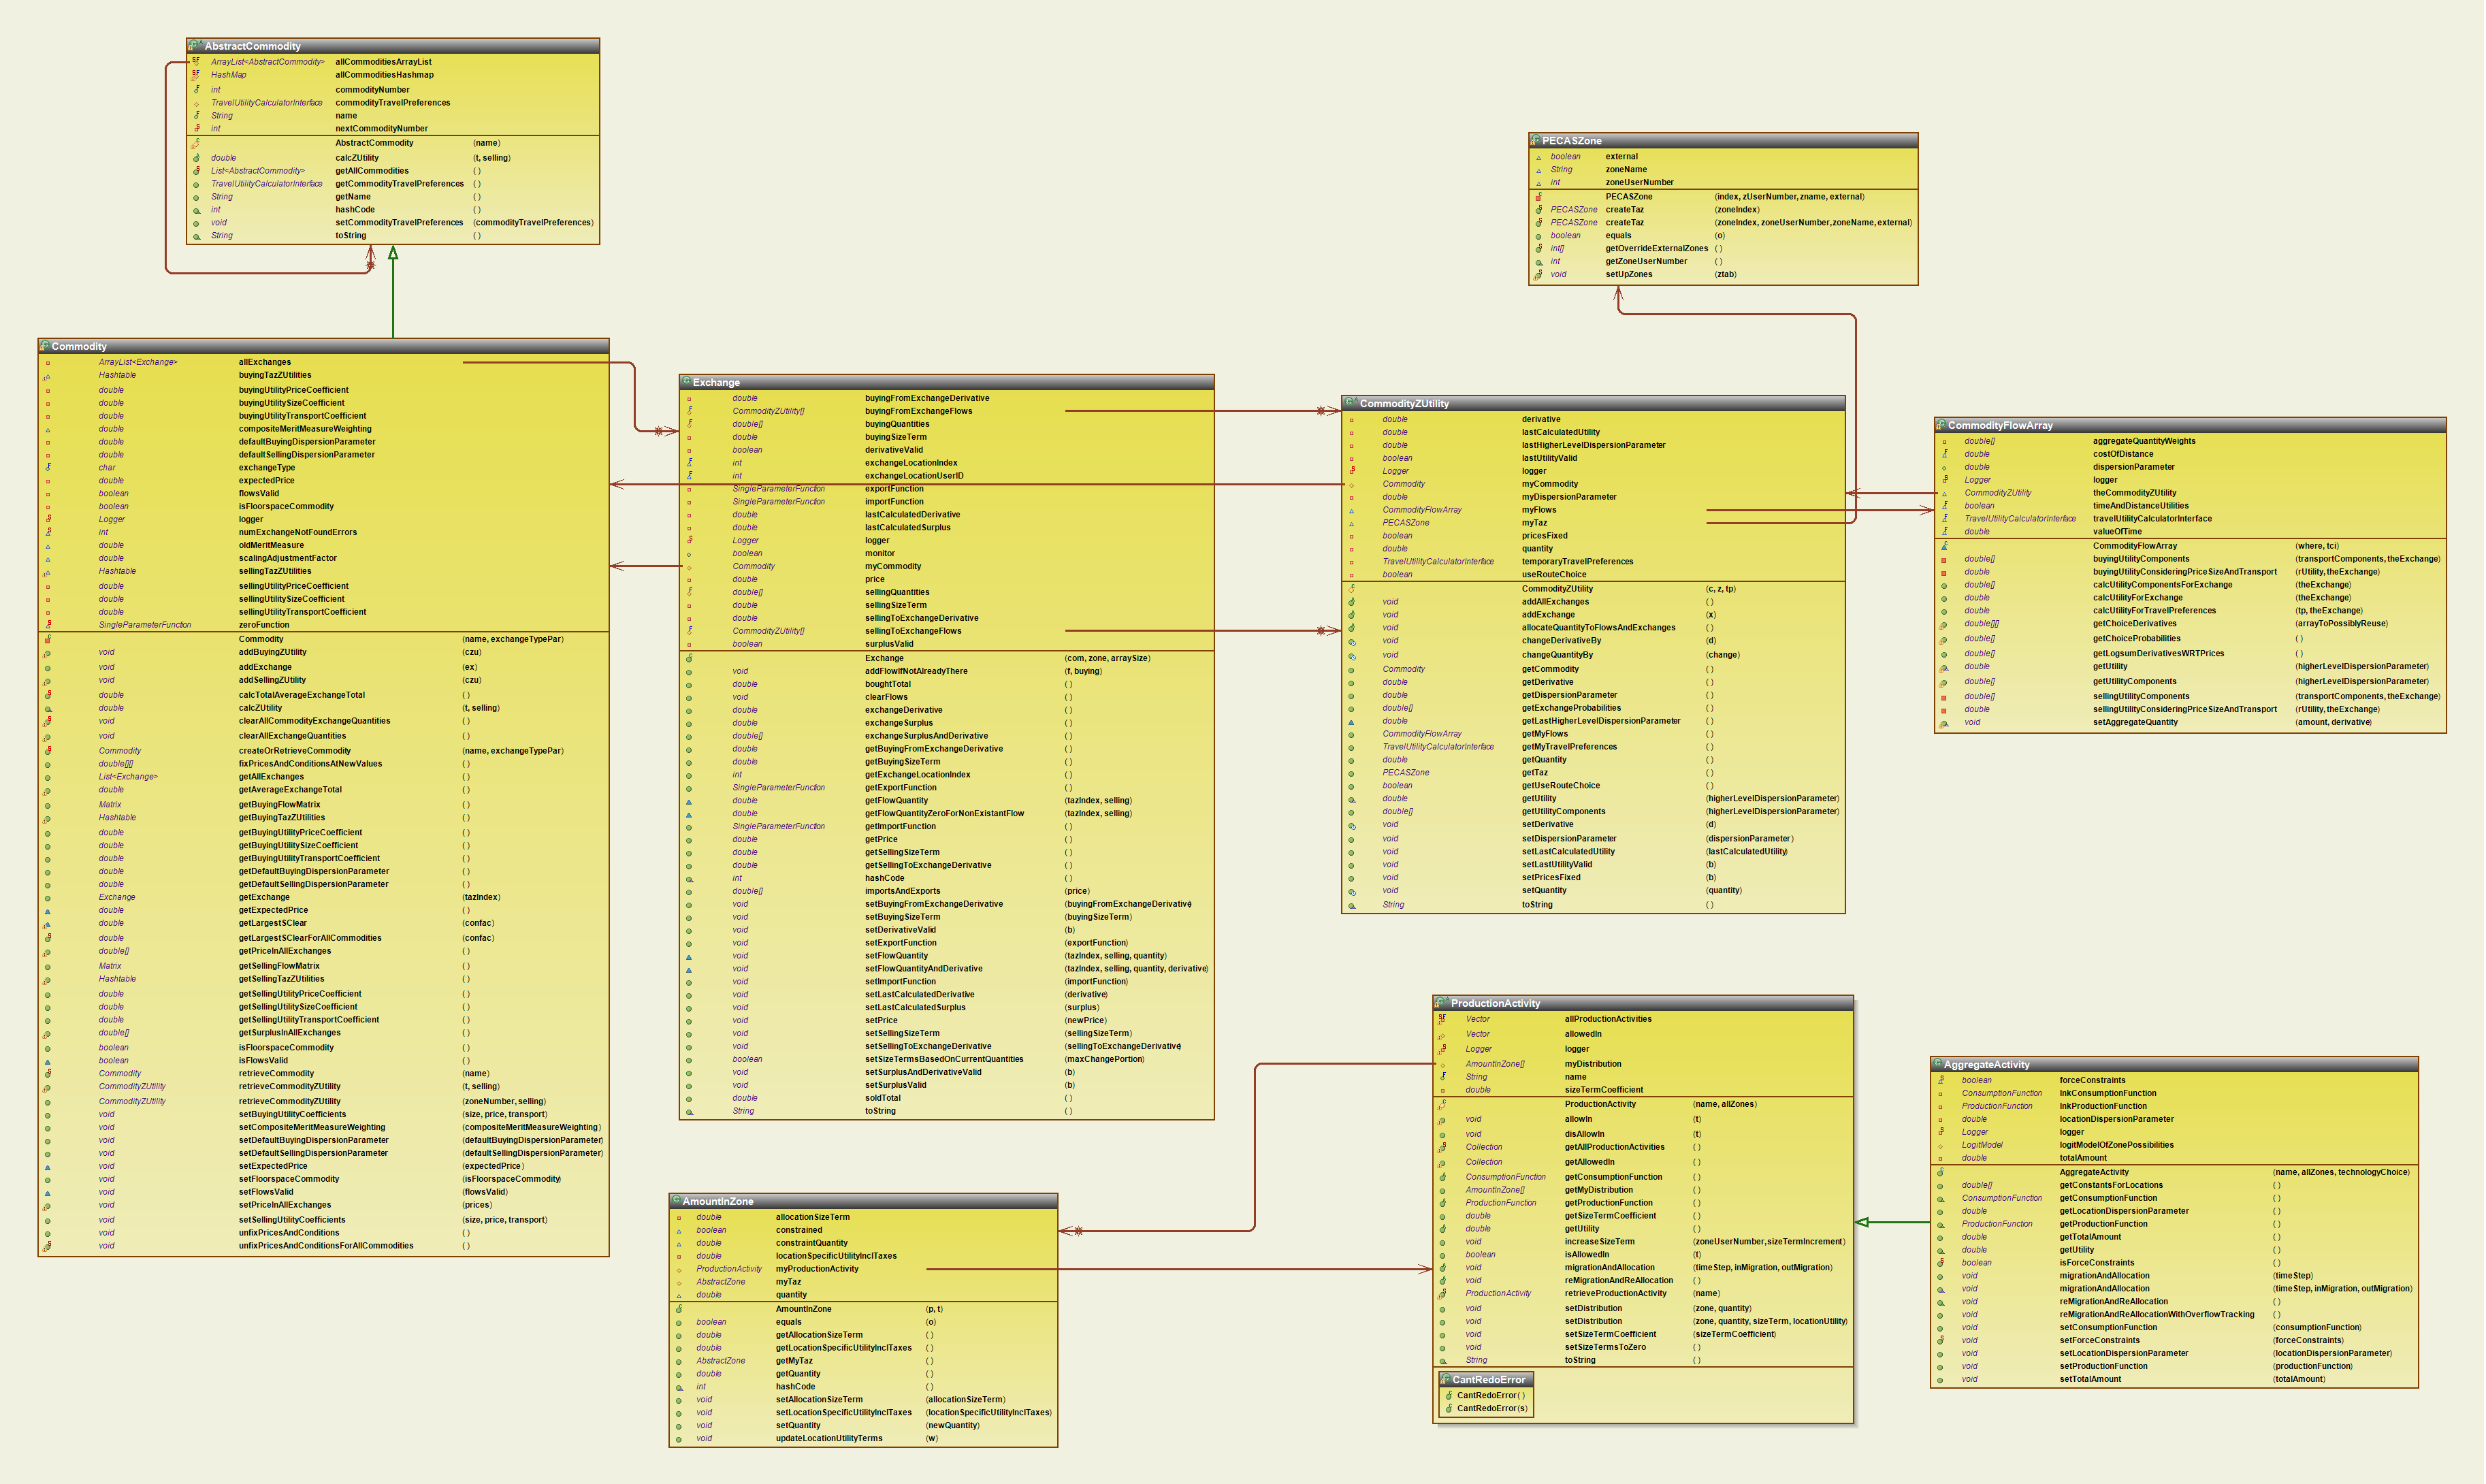 AbstractCommodity
ArrayList<AbstractCommodity> allCommoditiesArrayList
HashMap allCommoditiesHashmap
int commodityNumber
TravelUtilityCalculatorInterface commodityTravelPreferences
String name
int nextCommodityNumber
AbstractCommodity (name)
double calcZUtility (t, selling)
List<AbstractCommodity> getAllCommodities ( )
TravelUtilityCalculatorInterface getCommodityTravelPreferences ( )
String getName ( )
int hashCode ( )
void setCommodityTravelPreferences (commodityTravelPreferences)
String toString ( )
PECASZone
boolean external
String zoneName
int zoneUserNumber
PECASZone (index, zUserNumber, zname, external)
PECASZone createTaz (zoneIndex)
PECASZone createTaz (zoneIndex, zoneUserNumber, zoneName, external)
boolean equals (o)
int[] getOverrideExternalZones ( )
int getZoneUserNumber ( )
void setUpZones (ztab)
Commodity
ArrayList<Exchange> allExchanges
Hashtable buyingTazZUtilities
double buyingUtilityPriceCoefficient
double buyingUtilitySizeCoefficient
double buyingUtilityTransportCoefficient
double compositeMeritMeasureWeighting
double defaultBuyingDispersionParameter
double defaultSellingDispersionParameter
char exchangeType
double expectedPrice
boolean flowsValid
boolean isFloorspaceCommodity
Logger logger
int numExchangeNotFoundErrors
double oldMeritMeasure
double scalingAdjustmentFactor
Hashtable sellingTazZUtilities
double sellingUtilityPriceCoefficient
double sellingUtilitySizeCoefficient
double sellingUtilityTransportCoefficient
SingleParameterFunction zeroFunction
Commodity (name, exchangeTypePar)
void addBuyingZUtility (czu)
void addExchange (ex)
void addSellingZUtility (czu)
double calcTotalAverageExchangeTotal ( )
double calcZUtility (t, selling)
void clearAllCommodityExchangeQuantities ( )
void clearAllExchangeQuantities ( )
Commodity createOrRetrieveCommodity (name, exchangeTypePar)
double[][] fixPricesAndConditionsAtNewValues ( )
List<Exchange> getAllExchanges ( )
double getAverageExchangeTotal ( )
Matrix getBuyingFlowMatrix ( )
Hashtable getBuyingTazZUtilities ( )
double getBuyingUtilityPriceCoefficient ( )
double getBuyingUtilitySizeCoefficient ( )
double getBuyingUtilityTransportCoefficient ( )
double getDefaultBuyingDispersionParameter ( )
double getDefaultSellingDispersionParameter ( )
Exchange getExchange (tazIndex)
double getExpectedPrice ( )
double getLargestSClear (confac)
double getLargestSClearForAllCommodities (confac)
double[] getPriceInAllExchanges ( )
Matrix getSellingFlowMatrix ( )
Hashtable getSellingTazZUtilities ( )
double getSellingUtilityPriceCoefficient ( )
double getSellingUtilitySizeCoefficient ( )
double getSellingUtilityTransportCoefficient ( )
double[] getSurplusInAllExchanges ( )
boolean isFloorspaceCommodity ( )
boolean isFlowsValid ( )
Commodity retrieveCommodity (name)
CommodityZUtility retrieveCommodityZUtility (t, selling)
CommodityZUtility retrieveCommodityZUtility (zoneNumber, selling)
void setBuyingUtilityCoefficients (size, price, transport)
void setCompositeMeritMeasureWeighting (compositeMeritMeasureWeighting)
void setDefaultBuyingDispersionParameter (defaultBuyingDispersionParameter)
void setDefaultSellingDispersionParameter (defaultSellingDispersionParameter)
void setExpectedPrice (expectedPrice)
void setFloorspaceCommodity (isFloorspaceCommodity)
void setFlowsValid (flowsValid)
void setPriceInAllExchanges (prices)
void setSellingUtilityCoefficients (size, price, transport)
void unfixPricesAndConditions ( )
void unfixPricesAndConditionsForAllCommodities ( )
Exchange
double buyingFromExchangeDerivative
CommodityZUtility[] buyingFromExchangeFlows
double[] buyingQuantities
double buyingSizeTerm
boolean derivativeValid
int exchangeLocationIndex
int exchangeLocationUserID
SingleParameterFunction exportFunction
SingleParameterFunction importFunction
double lastCalculatedDerivative
double lastCalculatedSurplus
Logger logger
boolean monitor
Commodity myCommodity
double price
double[] sellingQuantities
double sellingSizeTerm
double sellingToExchangeDerivative
CommodityZUtility[] sellingToExchangeFlows
boolean surplusValid
Exchange (com, zone, arraySize)
void addFlowIfNotAlreadyThere (f, buying)
double boughtTotal ( )
void clearFlows ( )
double exchangeDerivative ( )
double exchangeSurplus ( )
double[] exchangeSurplusAndDerivative ( )
double getBuyingFromExchangeDerivative ( )
double getBuyingSizeTerm ( )
int getExchangeLocationIndex ( )
SingleParameterFunction getExportFunction ( )
double getFlowQuantity (tazIndex, selling)
double getFlowQuantityZeroForNonExistantFlow (tazIndex, selling)
SingleParameterFunction getImportFunction ( )
double getPrice ( )
double getSellingSizeTerm ( )
double getSellingToExchangeDerivative ( )
int hashCode ( )
double[] importsAndExports (price)
void setBuyingFromExchangeDerivative (buyingFromExchangeDerivative)
void setBuyingSizeTerm (buyingSizeTerm)
void setDerivativeValid (b)
void setExportFunction (exportFunction)
void setFlowQuantity (tazIndex, selling, quantity)
void setFlowQuantityAndDerivative (tazIndex, selling, quantity, derivative)
void setImportFunction (importFunction)
void setLastCalculatedDerivative (derivative)
void setLastCalculatedSurplus (surplus)
void setPrice (newPrice)
void setSellingSizeTerm (sellingSizeTerm)
void setSellingToExchangeDerivative (sellingToExchangeDerivative)
boolean setSizeTermsBasedOnCurrentQuantities (maxChangePortion)
void setSurplusAndDerivativeValid (b)
void setSurplusValid (b)
double soldTotal ( )
String toString ( )
CommodityZUtility
double derivative
double lastCalculatedUtility
double lastHigherLevelDispersionParameter
boolean lastUtilityValid
Logger logger
Commodity myCommodity
double myDispersionParameter
CommodityFlowArray myFlows
PECASZone myTaz
boolean pricesFixed
double quantity
TravelUtilityCalculatorInterface temporaryTravelPreferences
boolean useRouteChoice
CommodityZUtility (c, z, tp)
void addAllExchanges ( )
void addExchange (x)
void allocateQuantityToFlowsAndExchanges ( )
void changeDerivativeBy (d)
void changeQuantityBy (change)
Commodity getCommodity ( )
double getDerivative ( )
double getDispersionParameter ( )
double[] getExchangeProbabilities ( )
double getLastHigherLevelDispersionParameter ( )
CommodityFlowArray getMyFlows ( )
TravelUtilityCalculatorInterface getMyTravelPreferences ( )
double getQuantity ( )
PECASZone getTaz ( )
boolean getUseRouteChoice ( )
double getUtility (higherLevelDispersionParameter)
double[] getUtilityComponents (higherLevelDispersionParameter)
void setDerivative (d)
void setDispersionParameter (dispersionParameter)
void setLastCalculatedUtility (lastCalculatedUtility)
void setLastUtilityValid (b)
void setPricesFixed (b)
void setQuantity (quantity)
String toString ( )
CommodityFlowArray
double[] aggregateQuantityWeights
double costOfDistance
double dispersionParameter
Logger logger
CommodityZUtility theCommodityZUtility
boolean timeAndDistanceUtilities
TravelUtilityCalculatorInterface travelUtilityCalculatorInterface
double valueOfTime
CommodityFlowArray (where, tci)
double[] buyingUtilityComponents (transportComponents, theExchange)
double buyingUtilityConsideringPriceSizeAndTransport (rUtility, theExchange)
double[] calcUtilityComponentsForExchange (theExchange)
double calcUtilityForExchange (theExchange)
double calcUtilityForTravelPreferences (tp, theExchange)
double[][] getChoiceDerivatives (arrayToPossiblyReuse)
double[] getChoiceProbabilities ( )
double[] getLogsumDerivativesWRTPrices ( )
double getUtility (higherLevelDispersionParameter)
double[] getUtilityComponents (higherLevelDispersionParameter)
double[] sellingUtilityComponents (transportComponents, theExchange)
double sellingUtilityConsideringPriceSizeAndTransport (rUtility, theExchange)
void setAggregateQuantity (amount, derivative)
ProductionActivity
Vector allProductionActivities
Vector allowedIn
Logger logger
AmountInZone[] myDistribution
String name
double sizeTermCoefficient
ProductionActivity (name, allZones)
void allowIn (t)
void disAllowIn (t)
Collection getAllProductionActivities ( )
Collection getAllowedIn ( )
ConsumptionFunction getConsumptionFunction ( )
AmountInZone[] getMyDistribution ( )
ProductionFunction getProductionFunction ( )
double getSizeTermCoefficient ( )
double getUtility ( )
void increaseSizeTerm (zoneUserNumber, sizeTermIncrement)
boolean isAllowedIn (t)
void migrationAndAllocation (timeStep, inMigration, outMigration)
void reMigrationAndReAllocation ( )
ProductionActivity retrieveProductionActivity (name)
void setDistribution (zone, quantity)
void setDistribution (zone, quantity, sizeTerm, locationUtility)
void setSizeTermCoefficient (sizeTermCoefficient)
void setSizeTermsToZero ( )
String toString ( )
CantRedoError
CantRedoError ( )
CantRedoError (s)
AggregateActivity
boolean forceConstraints
ConsumptionFunction lnkConsumptionFunction
ProductionFunction lnkProductionFunction
double locationDispersionParameter
Logger logger
LogitModel logitModelOfZonePossibilities
double totalAmount
AggregateActivity (name, allZones, technologyChoice)
double[] getConstantsForLocations ( )
ConsumptionFunction getConsumptionFunction ( )
double getLocationDispersionParameter ( )
ProductionFunction getProductionFunction ( )
double getTotalAmount ( )
double getUtility ( )
boolean isForceConstraints ( )
void migrationAndAllocation (timeStep)
void migrationAndAllocation (timeStep, inMigration, outMigration)
void reMigrationAndReAllocation ( )
void reMigrationAndReAllocationWithOverflowTracking ( )
void setConsumptionFunction (consumptionFunction)
void setForceConstraints (forceConstraints)
void setLocationDispersionParameter (locationDispersionParameter)
void setProductionFunction (productionFunction)
void setTotalAmount (totalAmount)
AmountInZone
double allocationSizeTerm
boolean constrained
double constraintQuantity
double locationSpecificUtilityInclTaxes
ProductionActivity myProductionActivity
AbstractZone myTaz
double quantity
AmountInZone (p, t)
boolean equals (o)
double getAllocationSizeTerm ( )
double getLocationSpecificUtilityInclTaxes ( )
AbstractZone getMyTaz ( )
double getQuantity ( )
int hashCode ( )
void setAllocationSizeTerm (allocationSizeTerm)
void setLocationSpecificUtilityInclTaxes (locationSpecificUtilityInclTaxes)
void setQuantity (newQuantity)
void updateLocationUtilityTerms (w)